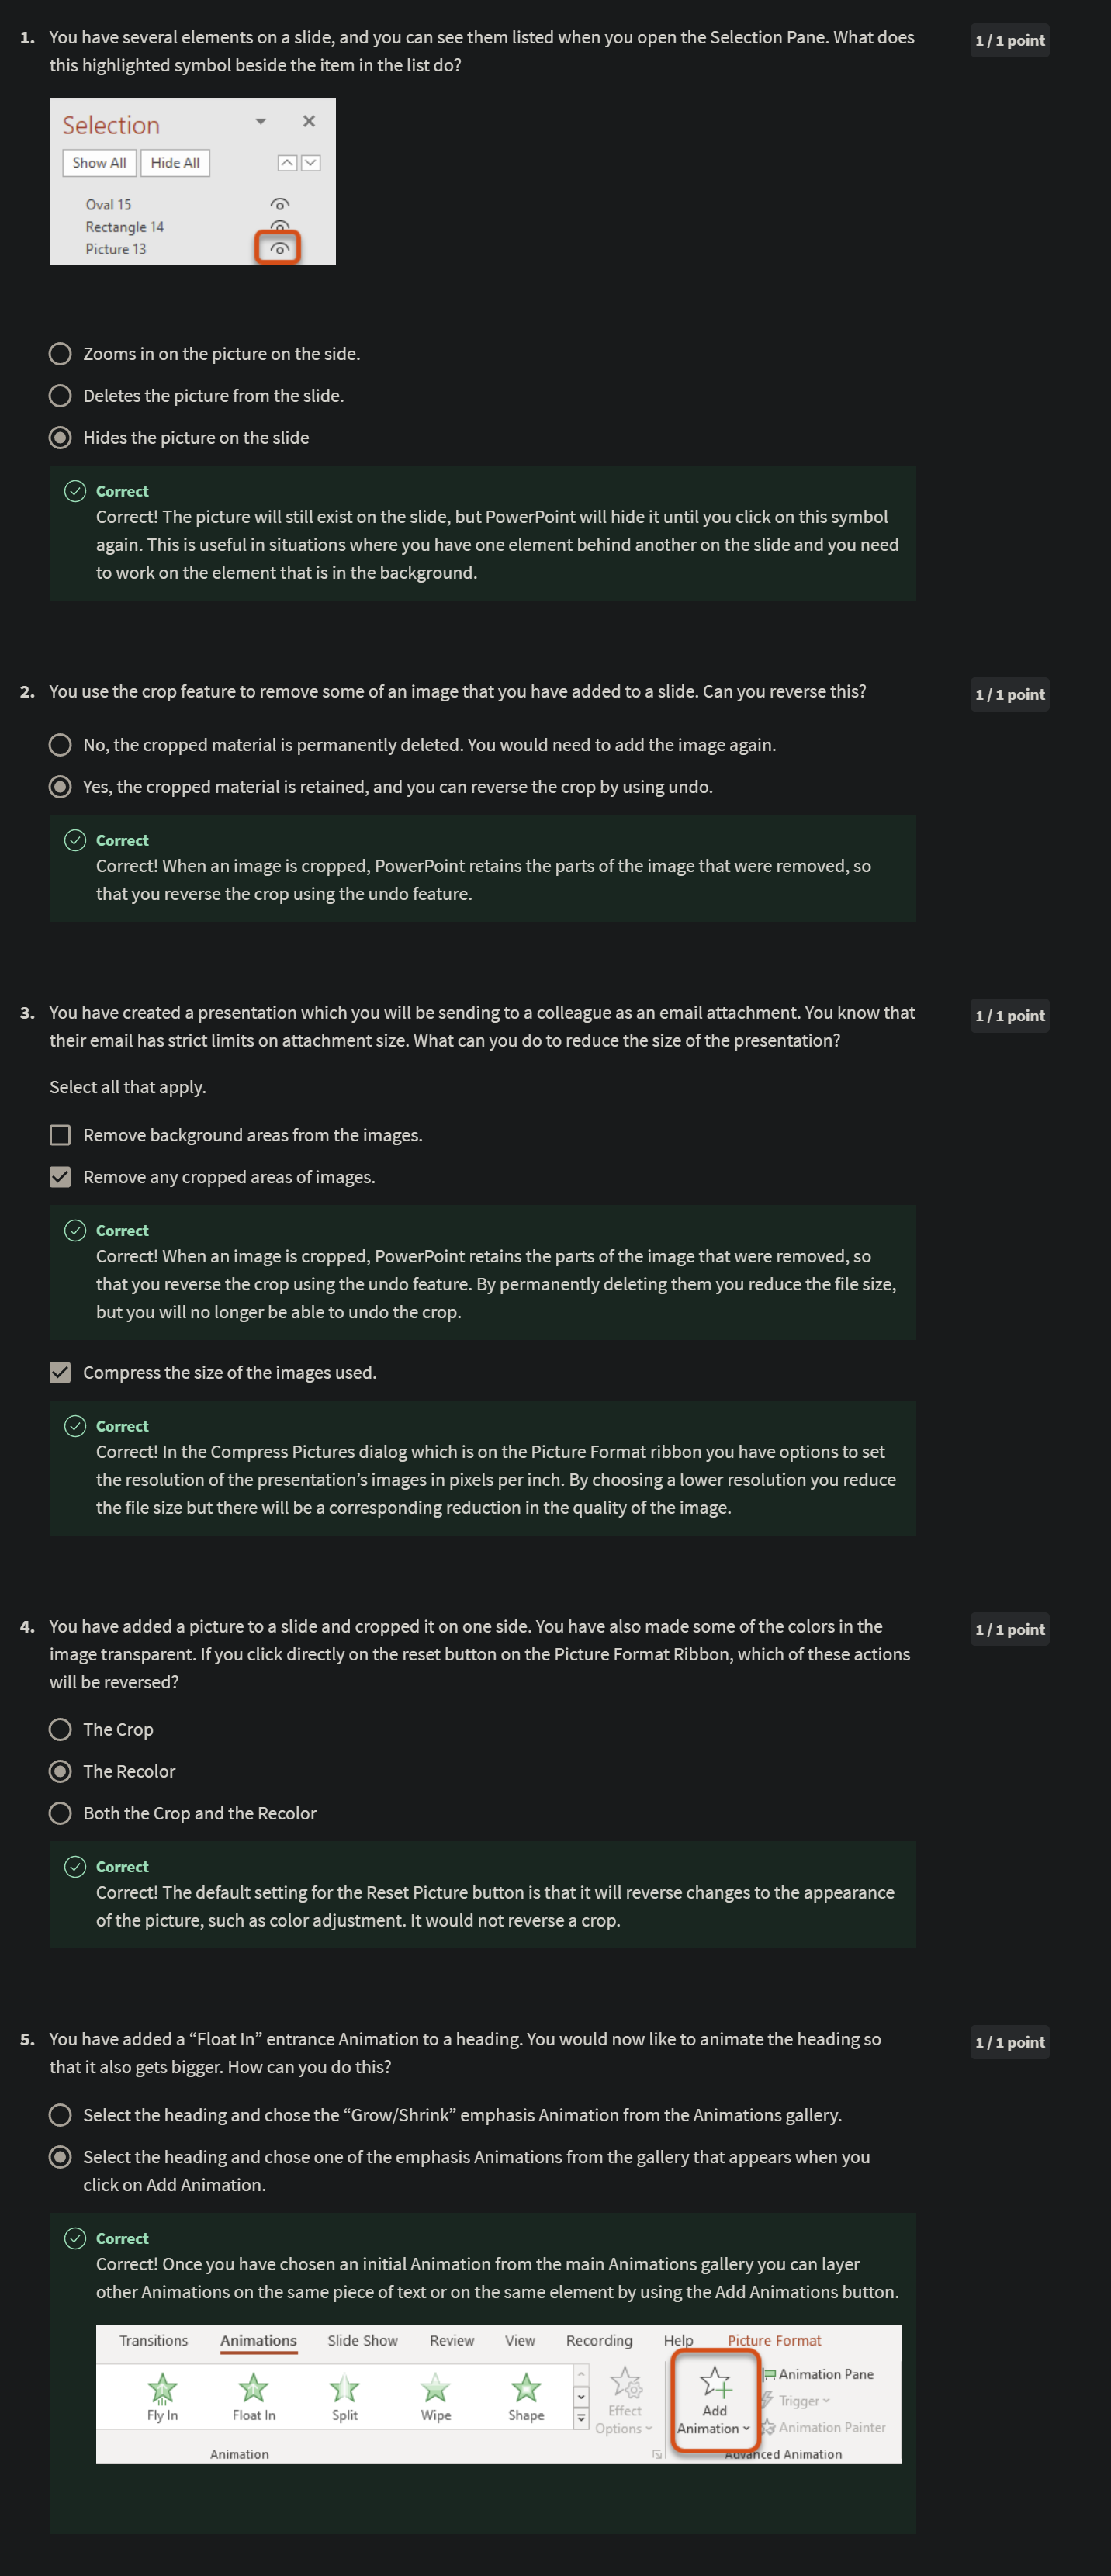 1. You have several elements on a slide, and you can see them listed when you open the Selection Pane. What does
this highlighted symbol beside the item in the list do?
1 / 1 point
Selection
Show All Hide All
Oval 15
Rectangle 14
Picture 13
Zooms in on the picture on the side.
Deletes the picture from the slide.
Hides the picture on the slide
Correct
Correct! The picture will still exist on the slide, but PowerPoint will hide it until you click on this symbol
again. This is useful in situations where you have one element behind another on the slide and you need
to work on the element that is in the background.
2. You use the crop feature to remove some of an image that you have added to a slide. Can you reverse this?
1 / 1 point
No, the cropped material is permanently deleted. You would need to add the image again.
Yes, the cropped material is retained, and you can reverse the crop by using undo.
Correct
Correct! When an image is cropped, PowerPoint retains the parts of the image that were removed, so
that you reverse the crop using the undo feature.
3. You have created a presentation which you will be sending to a colleague as an email attachment. You know that
their email has strict limits on attachment size. What can you do to reduce the size of the presentation?
1 / 1 point
Select all that apply.
Remove background areas from the images.
Remove any cropped areas of images.
Correct
Correct! When an image is cropped, PowerPoint retains the parts of the image that were removed, so
that you reverse the crop using the undo feature. By permanently deleting them you reduce the file size,
but you will no longer be able to undo the crop.
Compress the size of the images used.
Correct
Correct! In the Compress Pictures dialog which is on the Picture Format ribbon you have options to set
the resolution of the presentation’s images in pixels per inch. By choosing a lower resolution you reduce
the file size but there will be a corresponding reduction in the quality of the image.
4. You have added a picture to a slide and cropped it on one side. You have also made some of the colors in the
image transparent. If you click directly on the reset button on the Picture Format Ribbon, which of these actions
will be reversed?
1 / 1 point
The Crop
The Recolor
Both the Crop and the Recolor
Correct
Correct! The default setting for the Reset Picture button is that it will reverse changes to the appearance
of the picture, such as color adjustment. It would not reverse a crop.
5. You have added a “Float In” entrance Animation to a heading. You would now like to animate the heading so
that it also gets bigger. How can you do this?
1 / 1 point
Select the heading and chose the “Grow/Shrink” emphasis Animation from the Animations gallery.
Select the heading and chose one of the emphasis Animations from the gallery that appears when you
click on Add Animation.
Correct
Correct! Once you have chosen an initial Animation from the main Animations gallery you can layer
other Animations on the same piece of text or on the same element by using the Add Animations button.
Transitions Animations Slide Show Review View Recording Help Picture Format
Fly In Float In Split Wipe Shape
Effect
Options
Add
Animation
Animation Pane
Trigger
Animation Painter
Animation
Advanced Animation